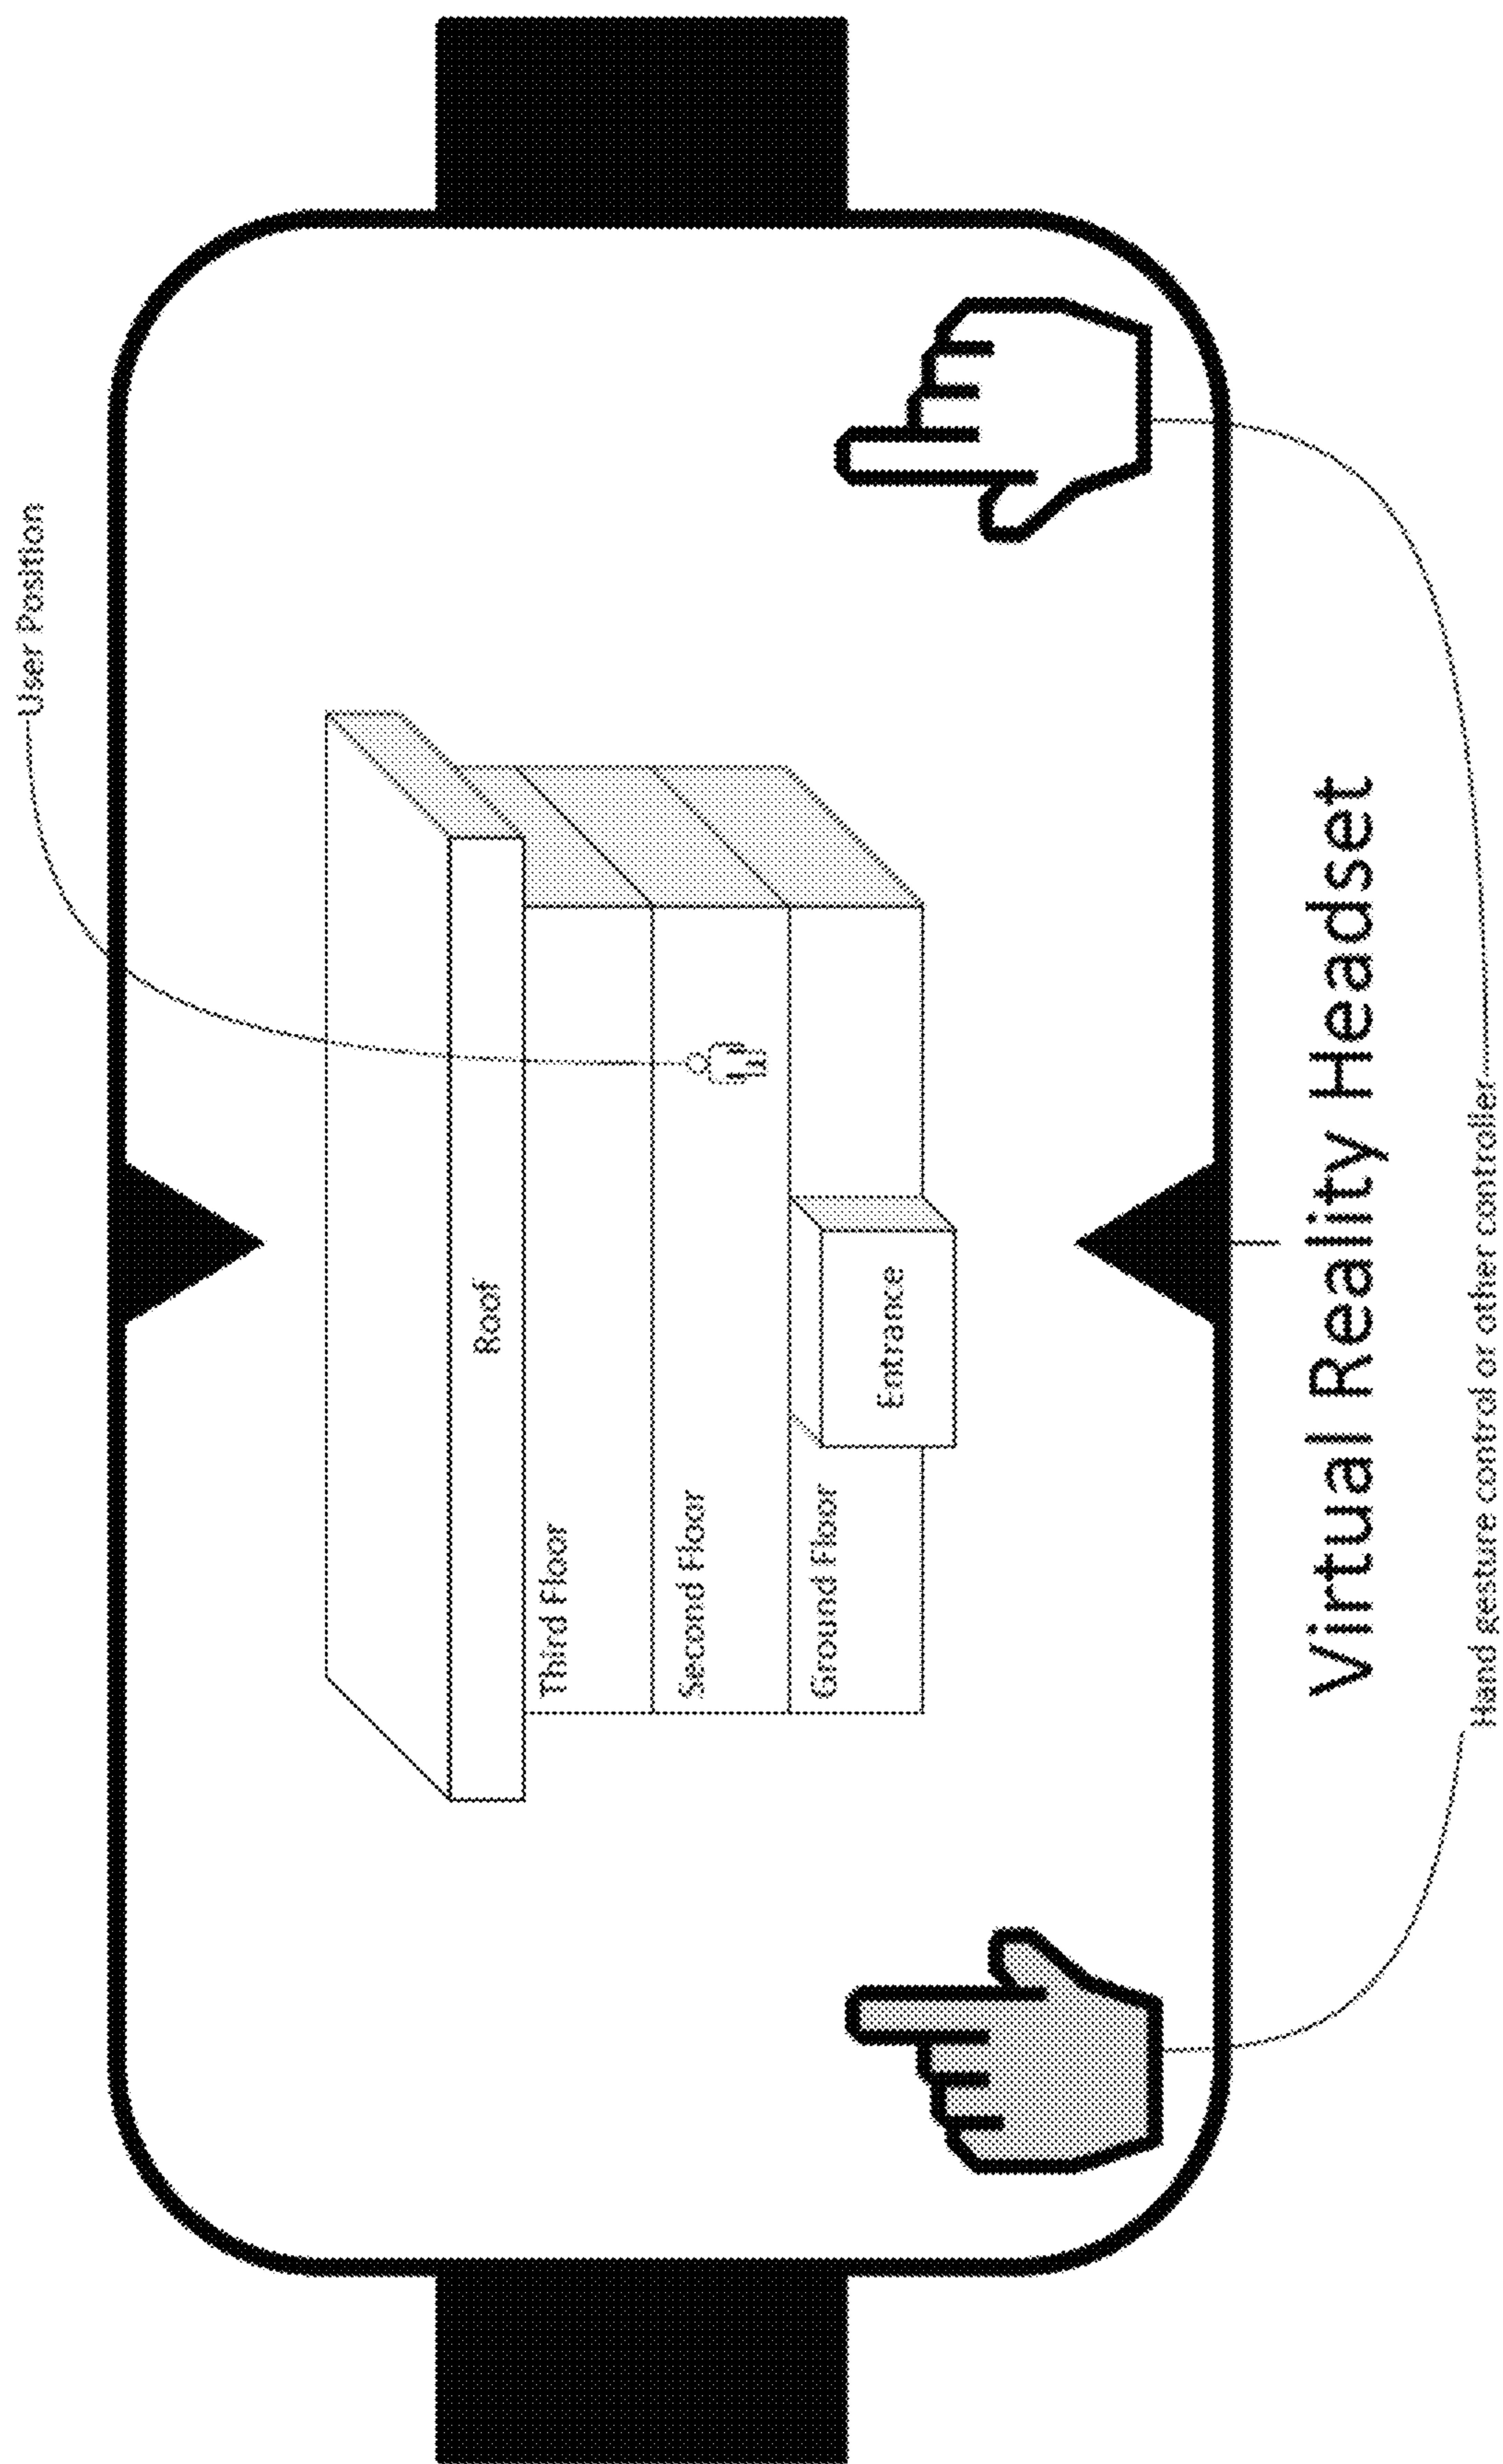 User Position
Roof
Third Floor
Second Floor
Ground Floor
Entrance
Virtual Reality Headset
Hand gesture control or other controller